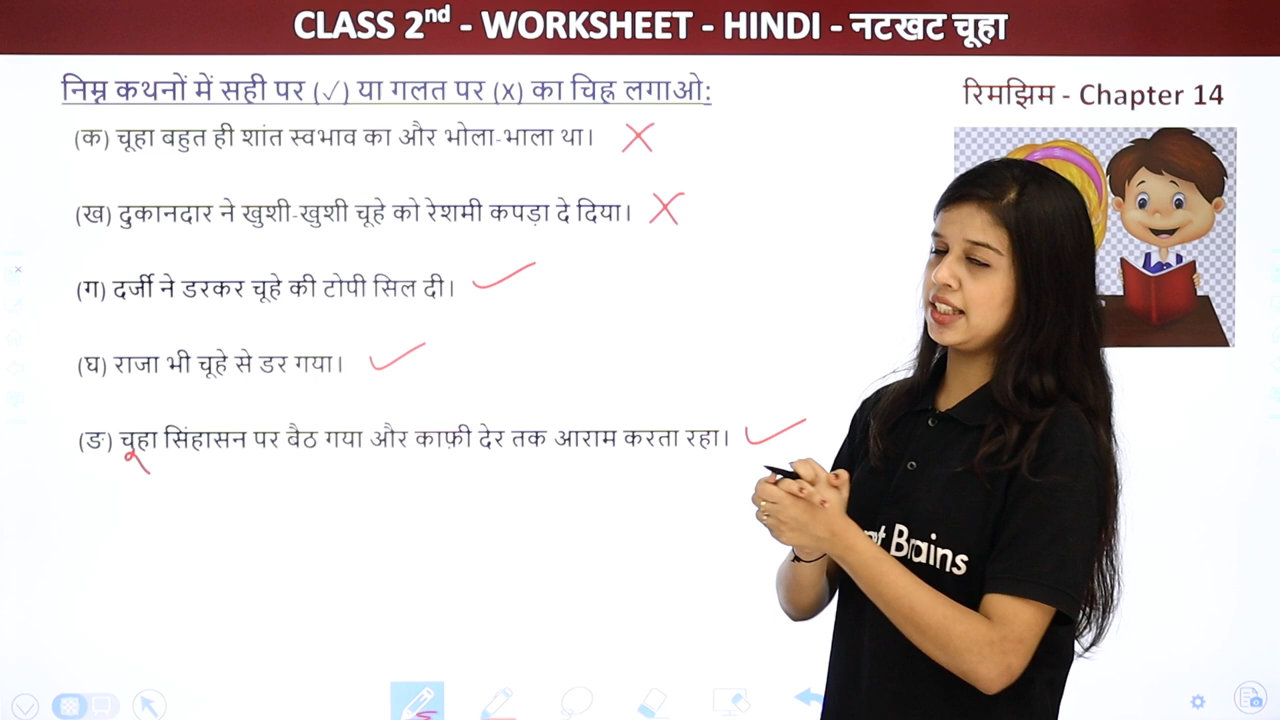 CLASS 2nd - WORKSHEET - HINDI - नटखट चूहा
निम्न कथनों में सही पर (✓) या गलत पर (x) का चिह्न लगाओ:
रिमझिम - Chapter 14
(क) चूहा बहुत ही शांत स्वभाव का और भोला-भाला था।
(ख) दुकानदार ने खुशी-खुशी चूहे को रेशमी कपड़ा दे दिया।
(ग) दर्जी ने डरकर चूहे की टोपी सिल दी।
(घ) राजा भी चूहे से डर गया।
(ङ) चूहा सिंहासन पर बैठ गया और काफ़ी देर तक आराम करता रहा।
Brains